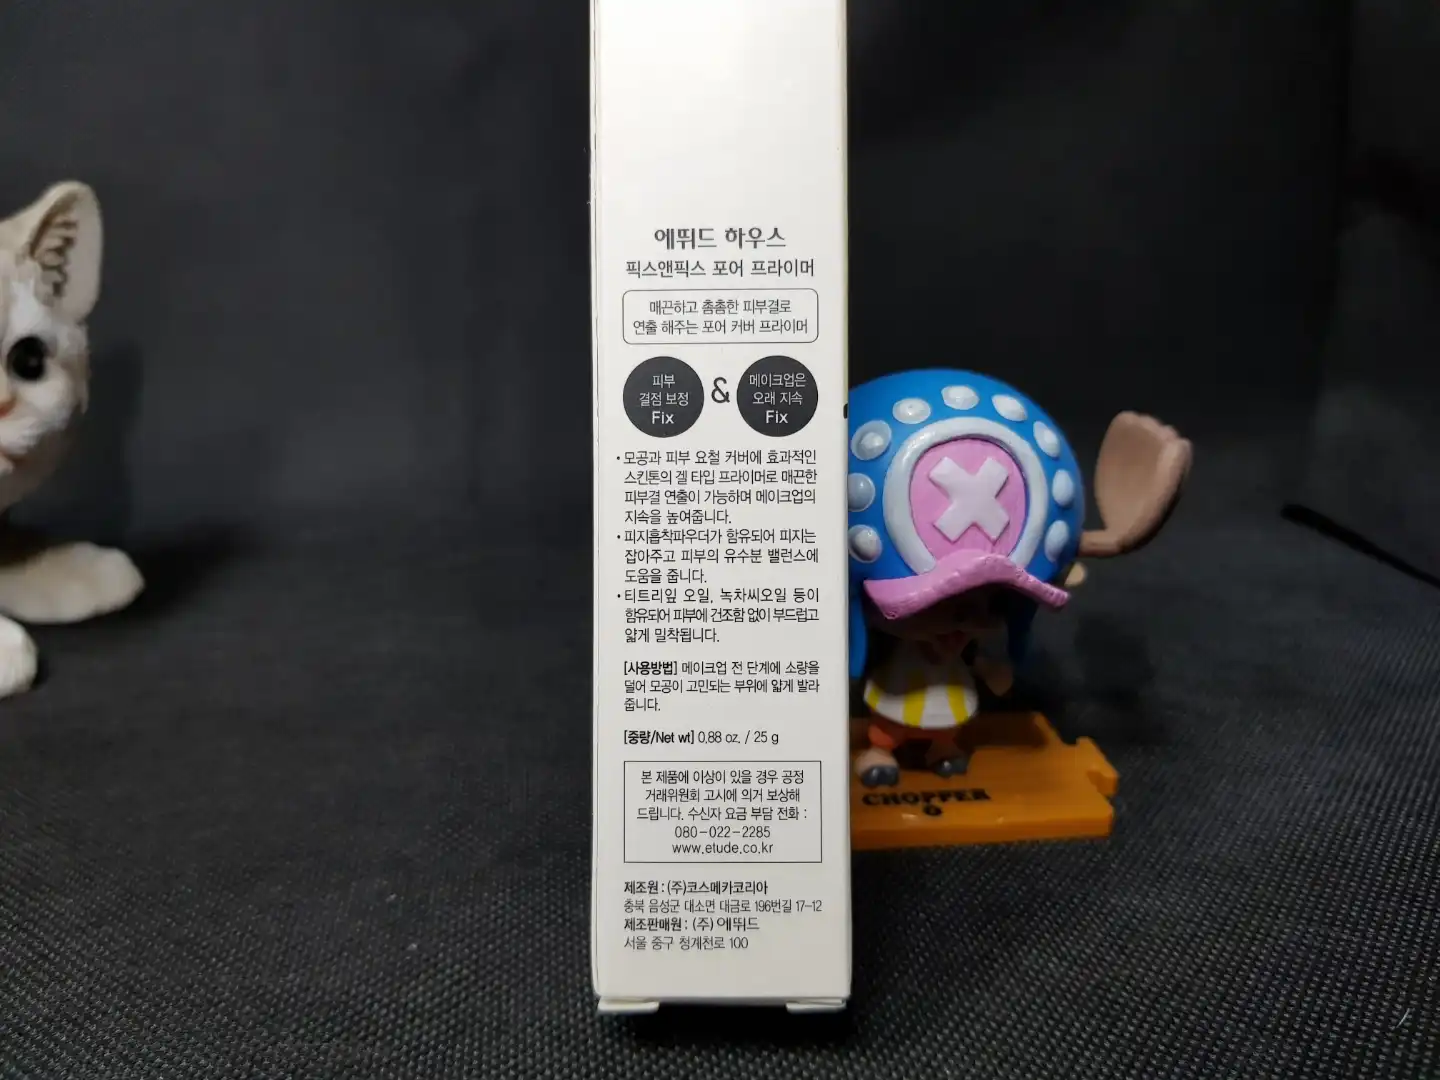 에뛰드 하우스
픽스앤픽스 포어 프라이머
매끈하고 촘촘한 피부결로
연출 해주는 포어 커버 프라이머
피부
결점 보정
Fix
&
메이크업은
오래 지속
Fix
• 모공과 피부 요철 커버에 효과적인
스킨톤의 겔 타입 프라이머로 매끈한
피부결 연출이 가능하며 메이크업의
지속을 높여줍니다.
• 피지흡착파우더가 함유되어 피지는
잡아주고 피부의 유수분 밸런스에
도움을 줍니다.
• 티트리잎 오일, 녹차씨오일 등이
함유되어 피부에 건조함 없이 부드럽고
얇게 밀착됩니다.
[사용방법] 메이크업 전 단계에 소량을
덜어 모공이 고민되는 부위에 얇게 발라
줍니다.
[중량/Net wt] 0.88 oz. / 25 g
본 제품에 이상이 있을 경우 공정
거래위원회 고시에 의거 보상해
드립니다. 수신자 요금 부담 전화 :
080-022-2285
www.etude.co.kr
제조원 : (주)코스메카코리아
충북 음성군 대소면 대금로 196번길 17-12
제조판매원 : (주) 에뛰드
서울 중구 청계천로 100
CHOPPER
6